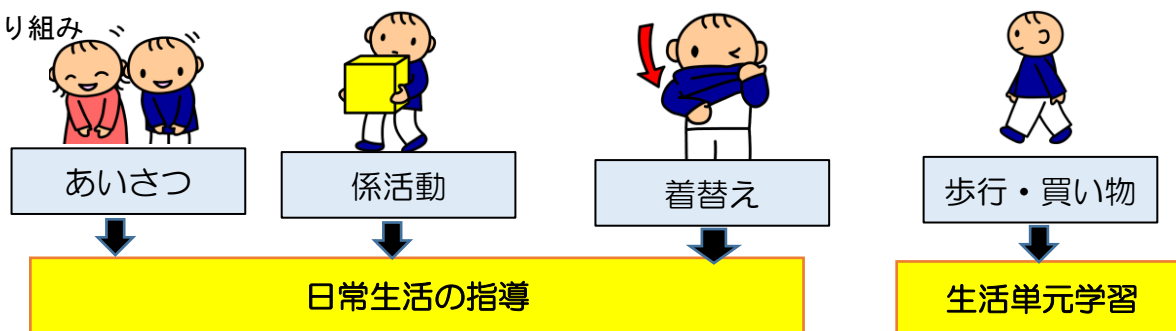 り組み
あいさつ
係活動
着替え
歩行・買い物
日常生活の指導
生活単元学習